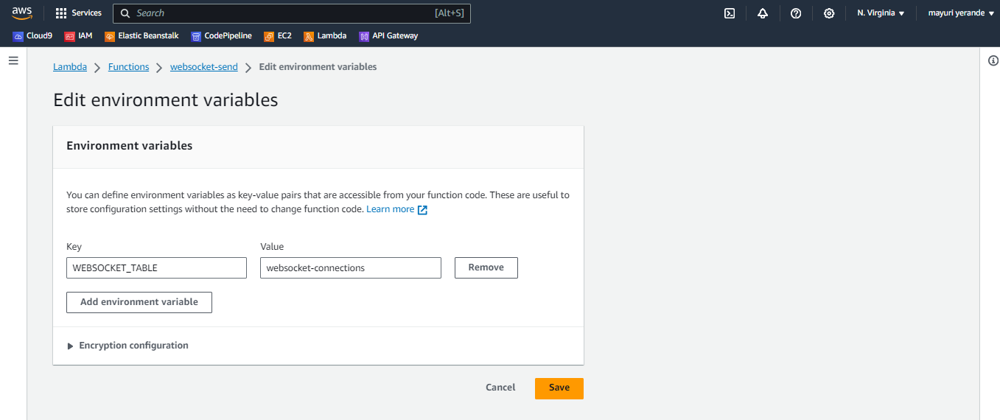 aws Services Search [Alt+S] N. Virginia mayuri yerande
Cloud9 IAM Elastic Beanstalk CodePipeline EC2 Lambda API Gateway
Lambda Functions websocket-send Edit environment variables
Edit environment variables
Environment variables
You can define environment variables as key-value pairs that are accessible from your function code. These are useful to
store configuration settings without the need to change function code. Learn more
Key Value
WEBSOCKET_TABLE websocket-connections Remove
Add environment variable
Encryption configuration
Cancel Save